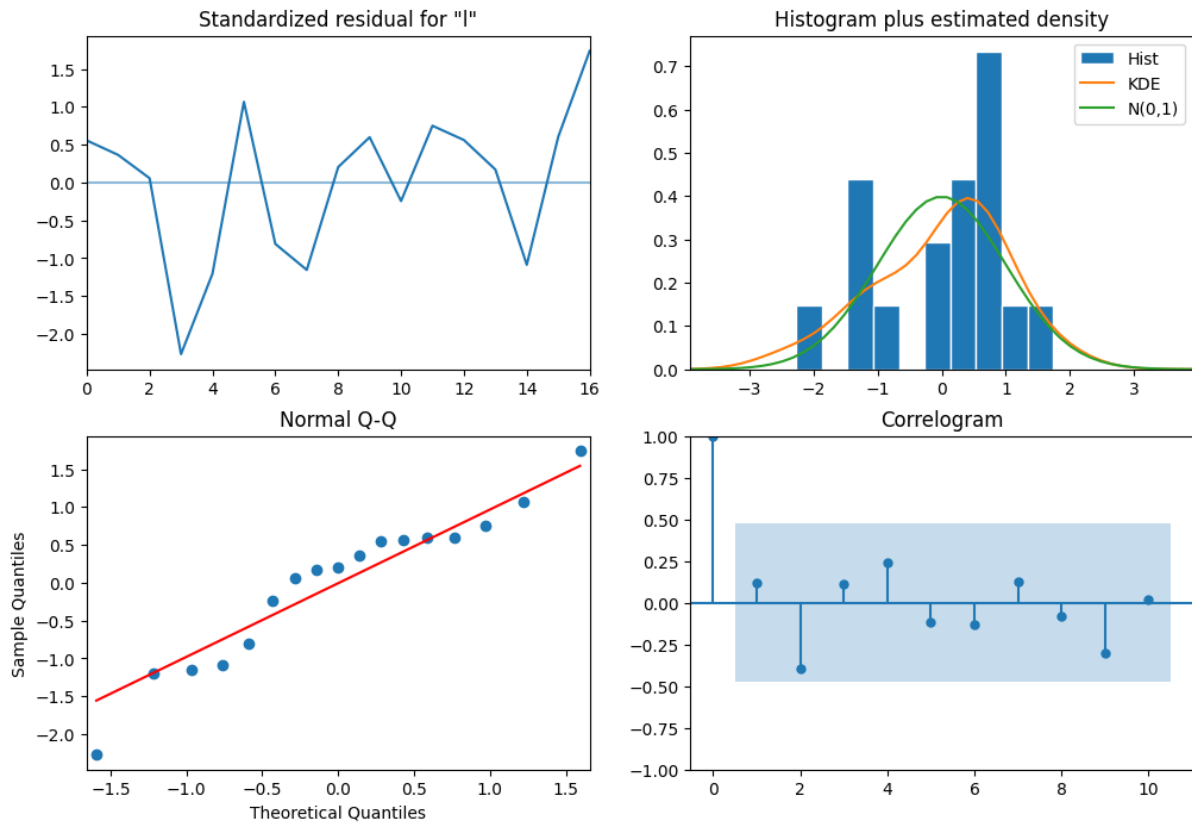 Standardized residual for "l"
1.5
1.0
0.5
0.0
−0.5
−1.0
−1.5
−2.0
0 2 4 6 8 10 12 14 16
Histogram plus estimated density
Hist
KDE
N(0,1)
0.7
0.6
0.5
0.4
0.3
0.2
0.1
0.0
−3 −2 −1 0 1 2 3
Normal Q-Q
Sample Quantiles
1.5
1.0
0.5
0.0
−0.5
−1.0
−1.5
−2.0
−1.5 −1.0 −0.5 0.0 0.5 1.0 1.5
Theoretical Quantiles
Correlogram
1.00
0.75
0.50
0.25
0.00
−0.25
−0.50
−0.75
−1.00
0 2 4 6 8 10